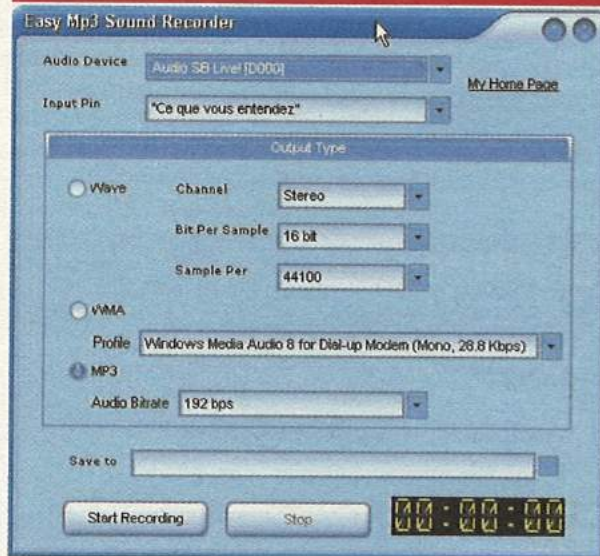 Easy Mp3 Sound Recorder
Audio Device
Audio SB Live! [D000]
My Home Page
Input Pin
"Ce que vous entendez"
Output Type
Wave
Channel
Stereo
Bit Per Sample
16 bit
Sample Per
44100
WMA
Profile
Windows Media Audio 8 for Dial-up Modem (Mono, 28.8 Kbps)
MP3
Audio Bitrate
192 bps
Save to
Start Recording
Stop
00:00:00